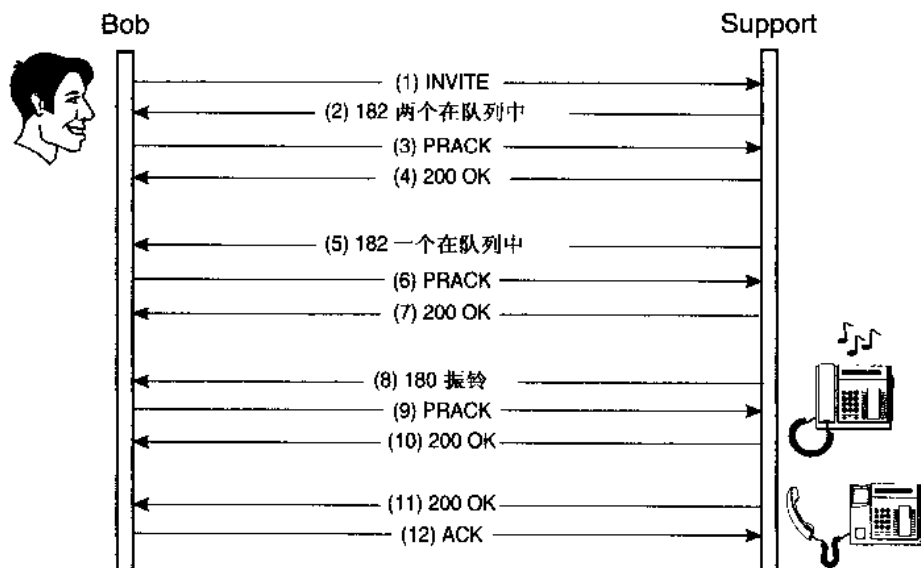 Bob
Support
(1) INVITE
(2) 182 两个在队列中
(3) PRACK
(4) 200 OK
(5) 182 一个在队列中
(6) PRACK
(7) 200 OK
(8) 180 振铃
(9) PRACK
(10) 200 OK
(11) 200 OK
(12) ACK